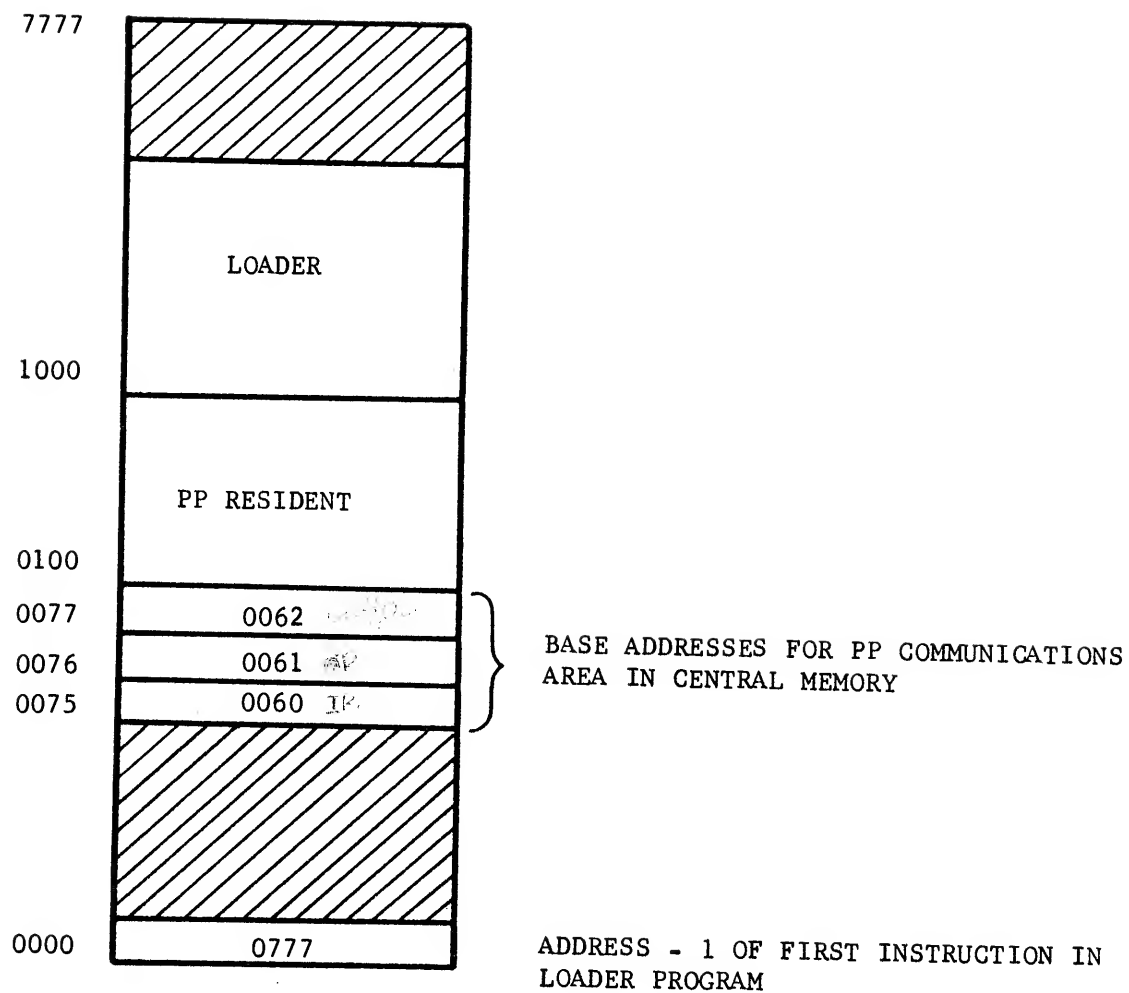 7777
LOADER
1000
PP RESIDENT
0100
0077 0062
0076 0061
BASE ADDRESSES FOR PP COMMUNICATIONS
AREA IN CENTRAL MEMORY
0075 0060
0000 0777
ADDRESS - 1 OF FIRST INSTRUCTION IN
LOADER PROGRAM